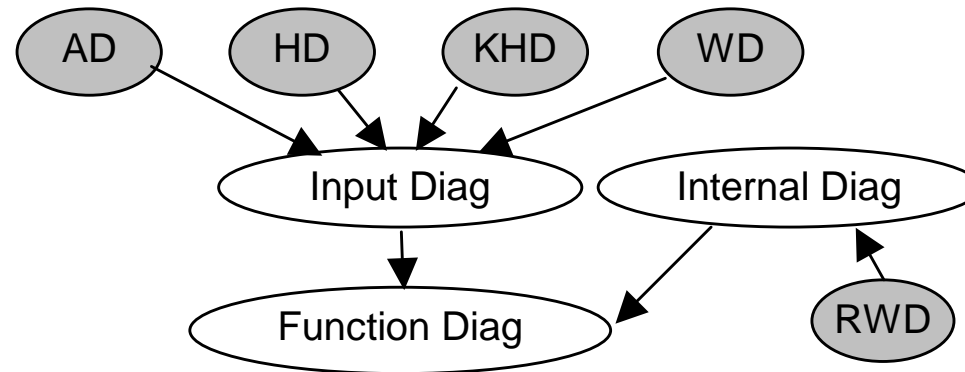 AD
HD
KHD
WD
Input Diag
Internal Diag
Function Diag
RWD